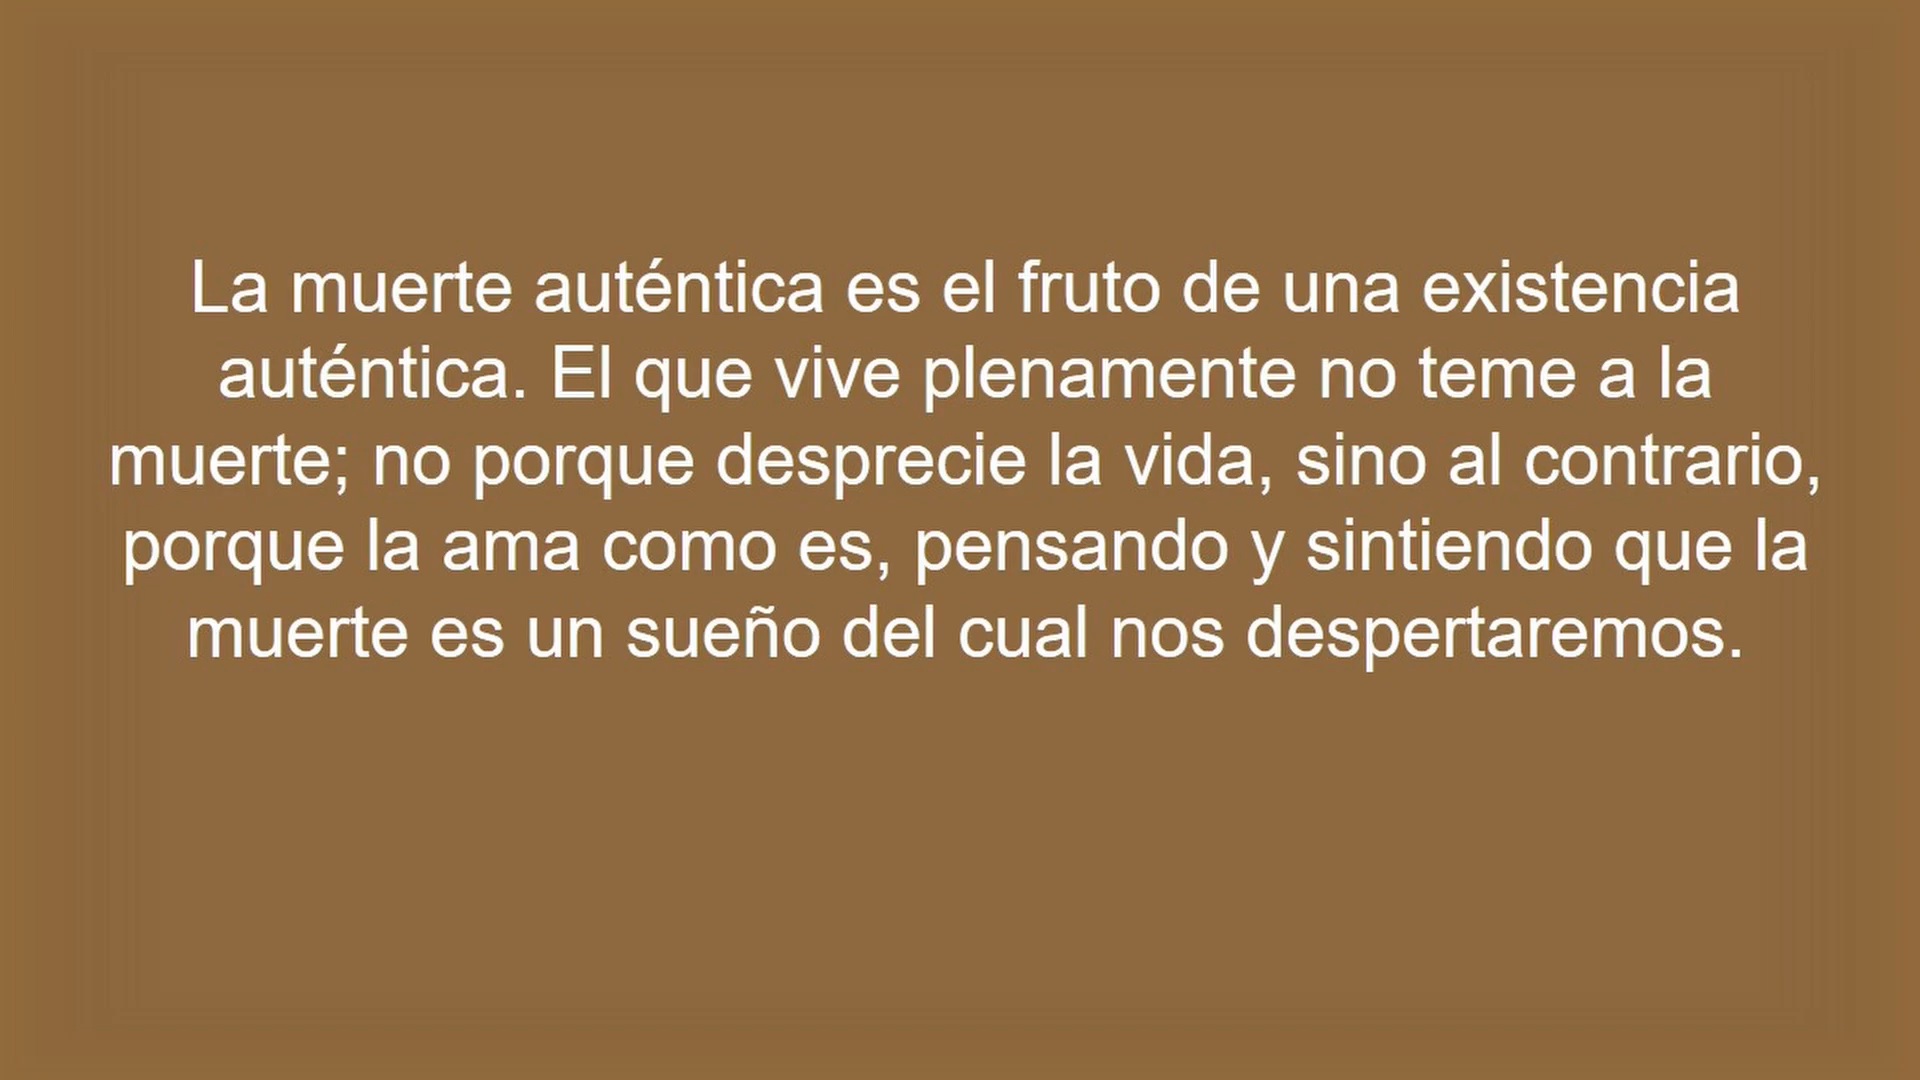 La muerte auténtica es el fruto de una existencia
auténtica. El que vive plenamente no teme a la
muerte; no porque desprecie la vida, sino al contrario,
porque la ama como es, pensando y sintiendo que la
muerte es un sueño del cual nos despertaremos.